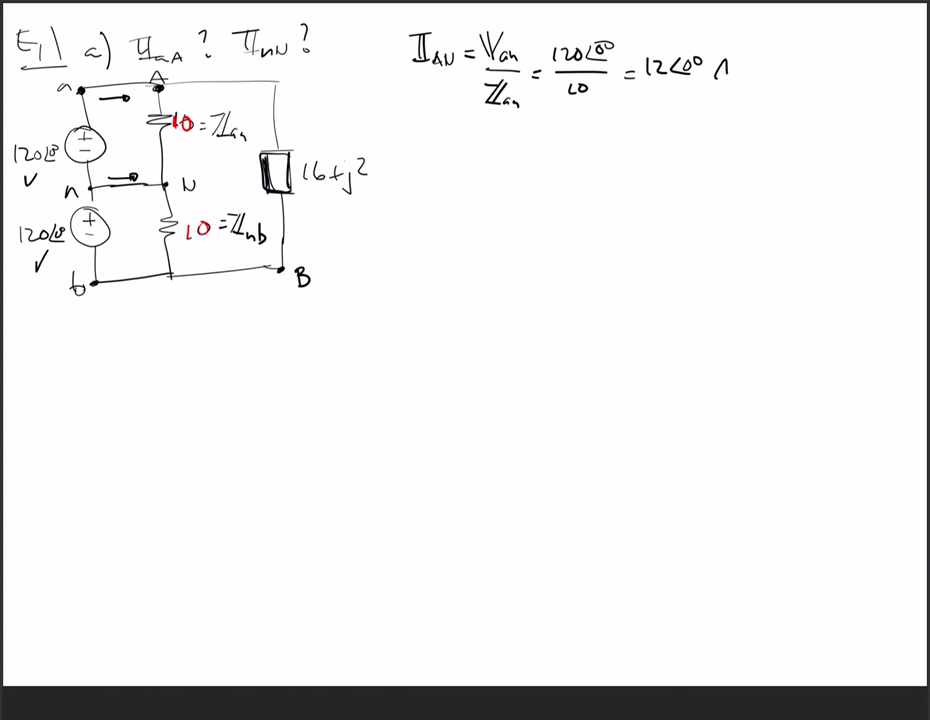 E1) a) I_aA? I_nN?
I_AN = V_an / Z_an = 120∠0° / 10 = 12∠0° A
a
A
10 = Z_an
120∠0° ✓
16+j2
n
N
10 = Z_nb
120∠0° ✓
b
B